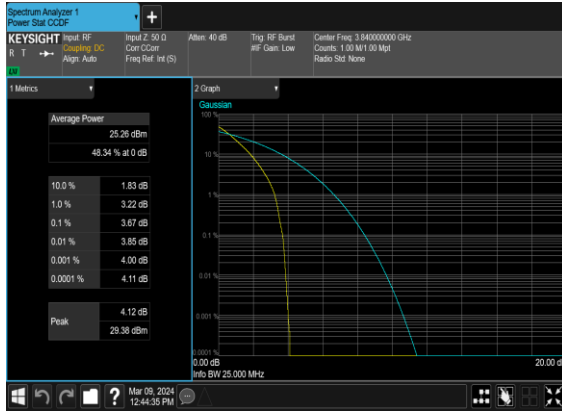 Spectrum Analyzer 1
Power Stat CCDF
KEYSIGHT
R T
LU
Input: RF
Coupling: DC
Align: Auto
Input Z: 50 Ω
Corr CCorr
Freq Ref: Int (S)
Atten: 40 dB
Trig: RF Burst
#IF Gain: Low
Center Freq: 3.840000000 GHz
Counts: 1.00 M/1.00 Mpt
Radio Std: None
1 Metrics
Average Power
25.26 dBm
48.34 % at 0 dB
10.0 % 1.83 dB
1.0 % 3.22 dB
0.1 % 3.67 dB
0.01 % 3.85 dB
0.001 % 4.00 dB
0.0001 % 4.11 dB
Peak
4.12 dB
29.38 dBm
2 Graph
Gaussian
100 %
10 %
1 %
0.1 %
0.01 %
0.001 %
0.0001 %
0.00 dB
20.00 d
Info BW 25.000 MHz
?
Mar 09, 2024
12:44:35 PM